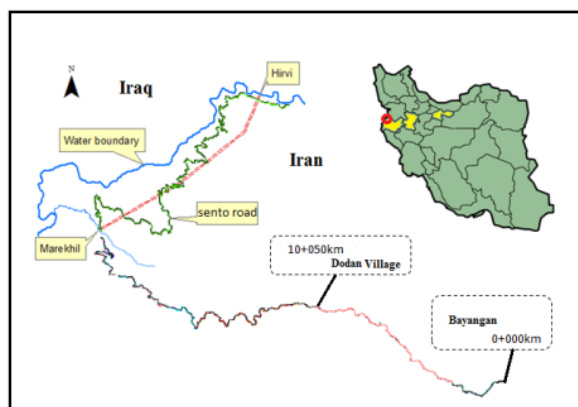 N
Iraq
Hirvi
Water boundary
Iran
sento road
Marekhil
10+050km
Dodan Village
Bayangan
0+000km